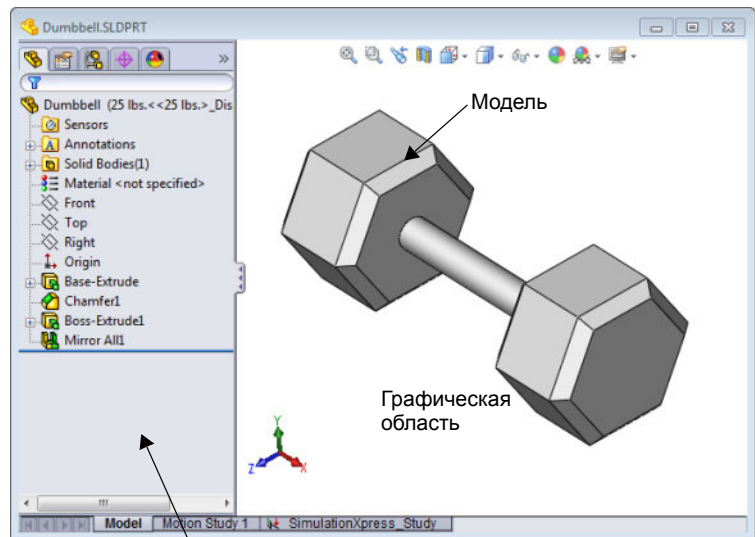 Dumbbell.SLDPRT
»
Dumbbell (25 lbs.<<25 lbs.>_Dis
Sensors
Annotations
Solid Bodies(1)
Material <not specified>
Front
Top
Right
Origin
Base-Extrude
Chamfer1
Boss-Extrude1
Mirror All1
Модель
Графическая
область
Y
Z
X
Model
Motion Study 1
SimulationXpress_Study